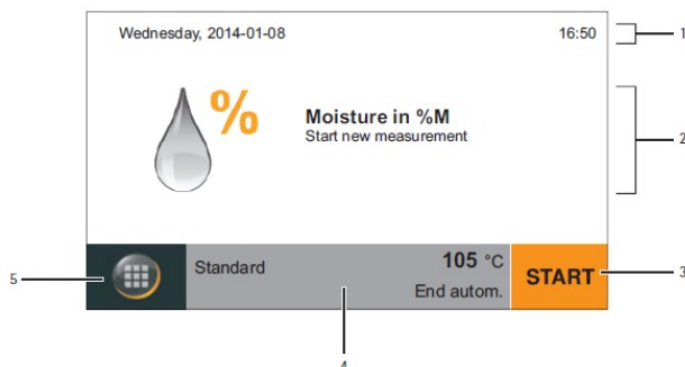 Wednesday, 2014-01-08 16:50 1
%
Moisture in %M
Start new measurement
2
Standard 105 °C
End autom.
START 3
5
4